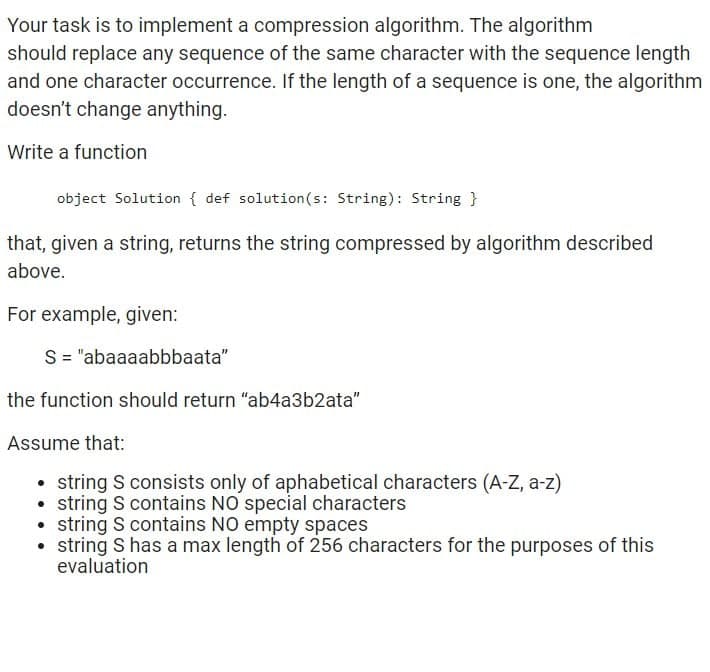 Your task is to implement a compression algorithm. The algorithm
should replace any sequence of the same character with the sequence length
and one character occurrence. If the length of a sequence is one, the algorithm
doesn't change anything.
Write a function
object Solution { def solution(s: String): String }
that, given a string, returns the string compressed by algorithm described
above.
For example, given:
S = "abaaaabbbaata”
the function should return “ab4a3b2ata”
Assume that:
• string S consists only of aphabetical characters (A-Z, a-z)
• string S contains NO special characters
• string S contains NO empty spaces
• string S has a max length of 256 characters for the purposes of this
evaluation